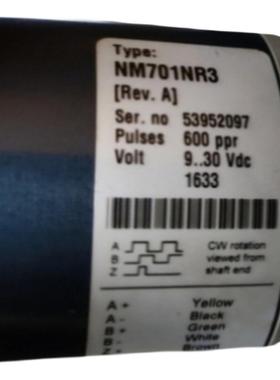 Type:
NM701NR3
[Rev. A]
Ser. no 53952097
Pulses 600 ppr
Volt 9..30 Vdc
1633
A CW rotation
B viewed from
Z shaft end
A + Yellow
A - Black
B + Green
B - White
Z + Brown